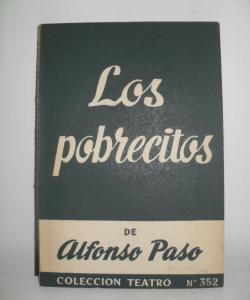 Los
pobrecitos
DE
Alfonso Paso
COLECCION TEATRO Nº 352